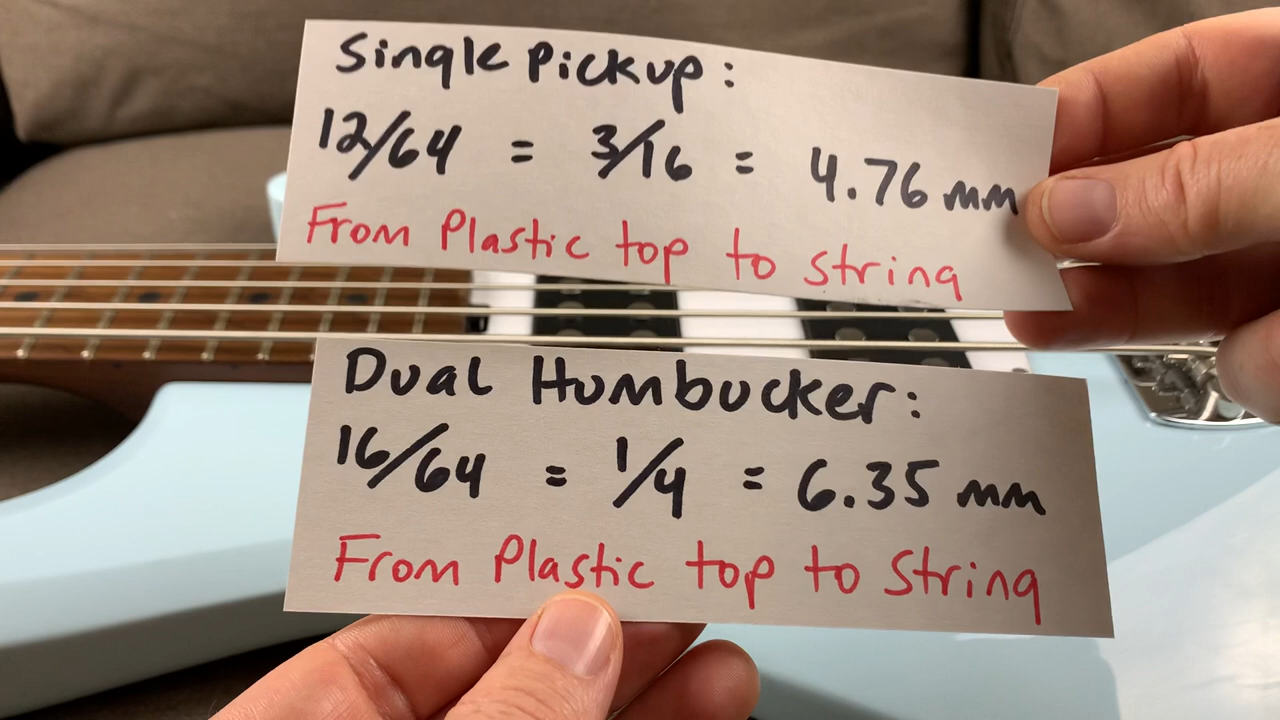 Single Pickup:
12/64 = 3/16 = 4.76 mm
From Plastic top to string
Dual Humbucker:
16/64 = 1/4 = 6.35 mm
From Plastic top to string